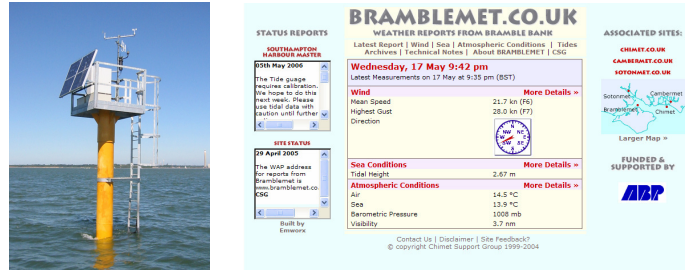 BRAMBLEMET.CO.UK
WEATHER REPORTS FROM BRAMBLE BANK
Latest Report | Wind | Sea | Atmospheric Conditions | Tides
Archives | Technical Notes | About BRAMBLEMET | CSG
STATUS REPORTS
SOUTHAMPTON
HARBOUR MASTER
05th May 2006
The Tide guage
requires calibration.
We hope to do this
next week. Please
use tidal data with
caution until further
SITE STATUS
29 April 2005
The WAP address
for reports from
Bramblemet is
www.bramblemet.co
CSG
Built by
Emworx
Wednesday, 17 May 9:42 pm
Latest Measurements on 17 May at 9:35 pm (BST)
Wind More Details »
Mean Speed 21.7 kn (F6)
Highest Gust 28.0 kn (F7)
Direction
N
NW NE
W E
SW SE
S
Sea Conditions More Details »
Tidal Height 2.67 m
Atmospheric Conditions More Details »
Air 14.5 °C
Sea 13.9 °C
Barometric Pressure 1008 mb
Visibility 3.7 nm
Contact Us | Disclaimer | Site Feedback?
© copyright Chimet Support Group 1999-2004
ASSOCIATED SITES:
CHIMET.CO.UK
CAMBERMET.CO.UK
SOTONMET.CO.UK
Sotonmet
Cambermet
Bramblemet
Chimet
Larger Map »
FUNDED &
SUPPORTED BY
ABP